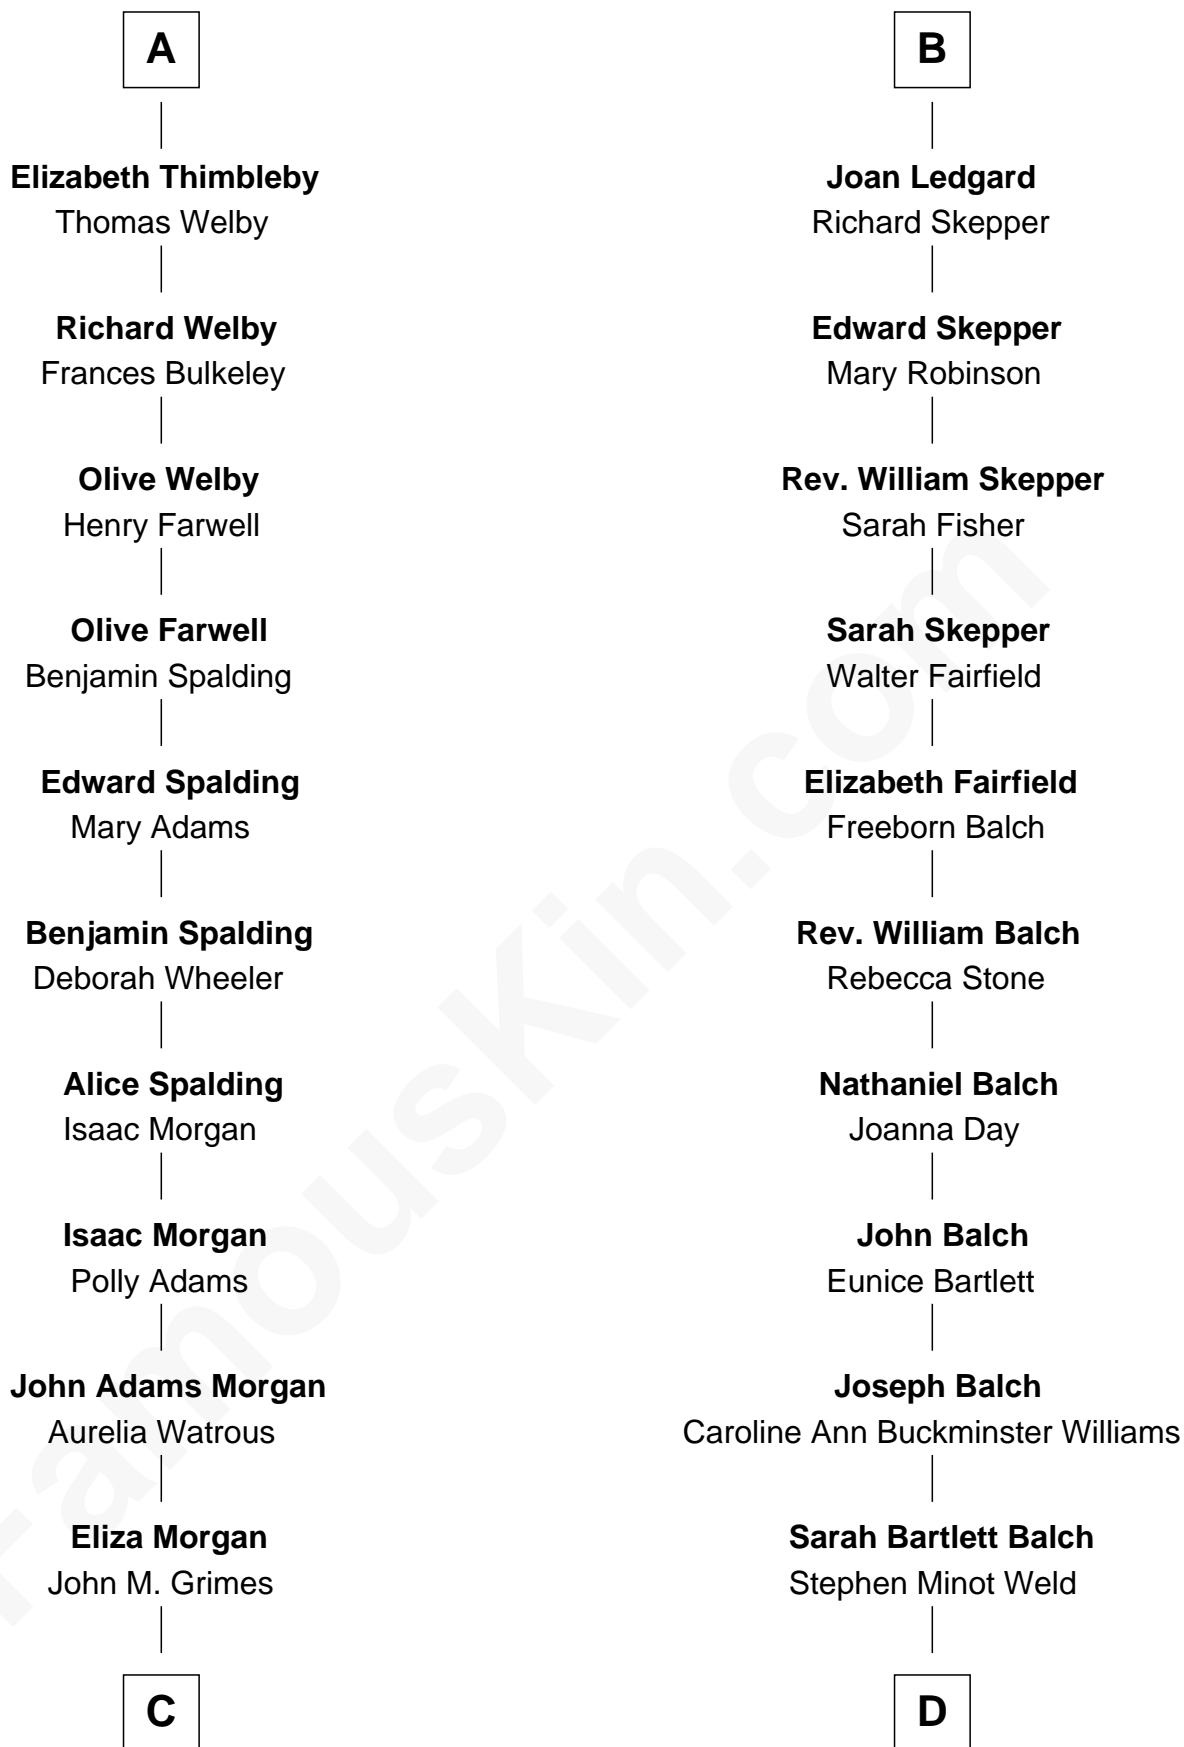 A
Elizabeth Thimbleby
Thomas Welby
Richard Welby
Frances Bulkeley
Olive Welby
Henry Farwell
Olive Farwell
Benjamin Spalding
Edward Spalding
Mary Adams
Benjamin Spalding
Deborah Wheeler
Alice Spalding
Isaac Morgan
Isaac Morgan
Polly Adams
John Adams Morgan
Aurelia Watrous
Eliza Morgan
John M. Grimes
C
B
Joan Ledgard
Richard Skepper
Edward Skepper
Mary Robinson
Rev. William Skepper
Sarah Fisher
Sarah Skepper
Walter Fairfield
Elizabeth Fairfield
Freeborn Balch
Rev. William Balch
Rebecca Stone
Nathaniel Balch
Joanna Day
John Balch
Eunice Bartlett
Joseph Balch
Caroline Ann Buckminster Williams
Sarah Bartlett Balch
Stephen Minot Weld
D
FamousKin.com